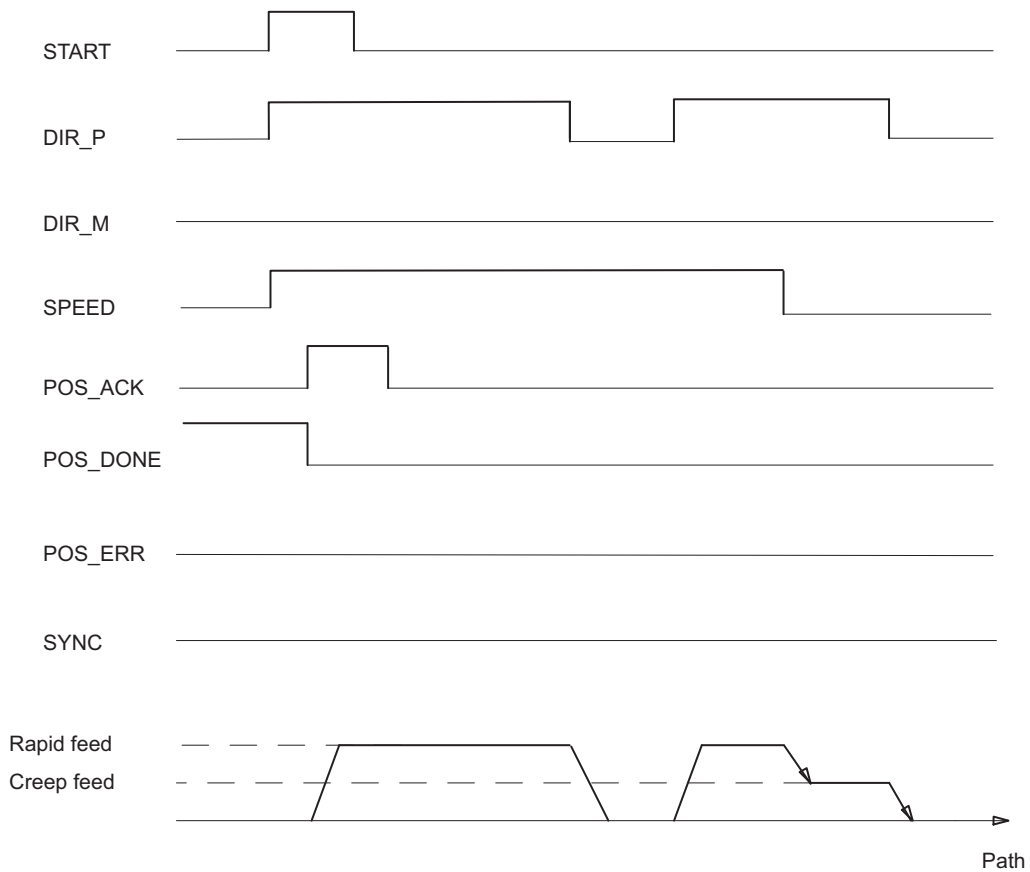 START
DIR_P
DIR_M
SPEED
POS_ACK
POS_DONE
POS_ERR
SYNC
Rapid feed
Creep feed
Path